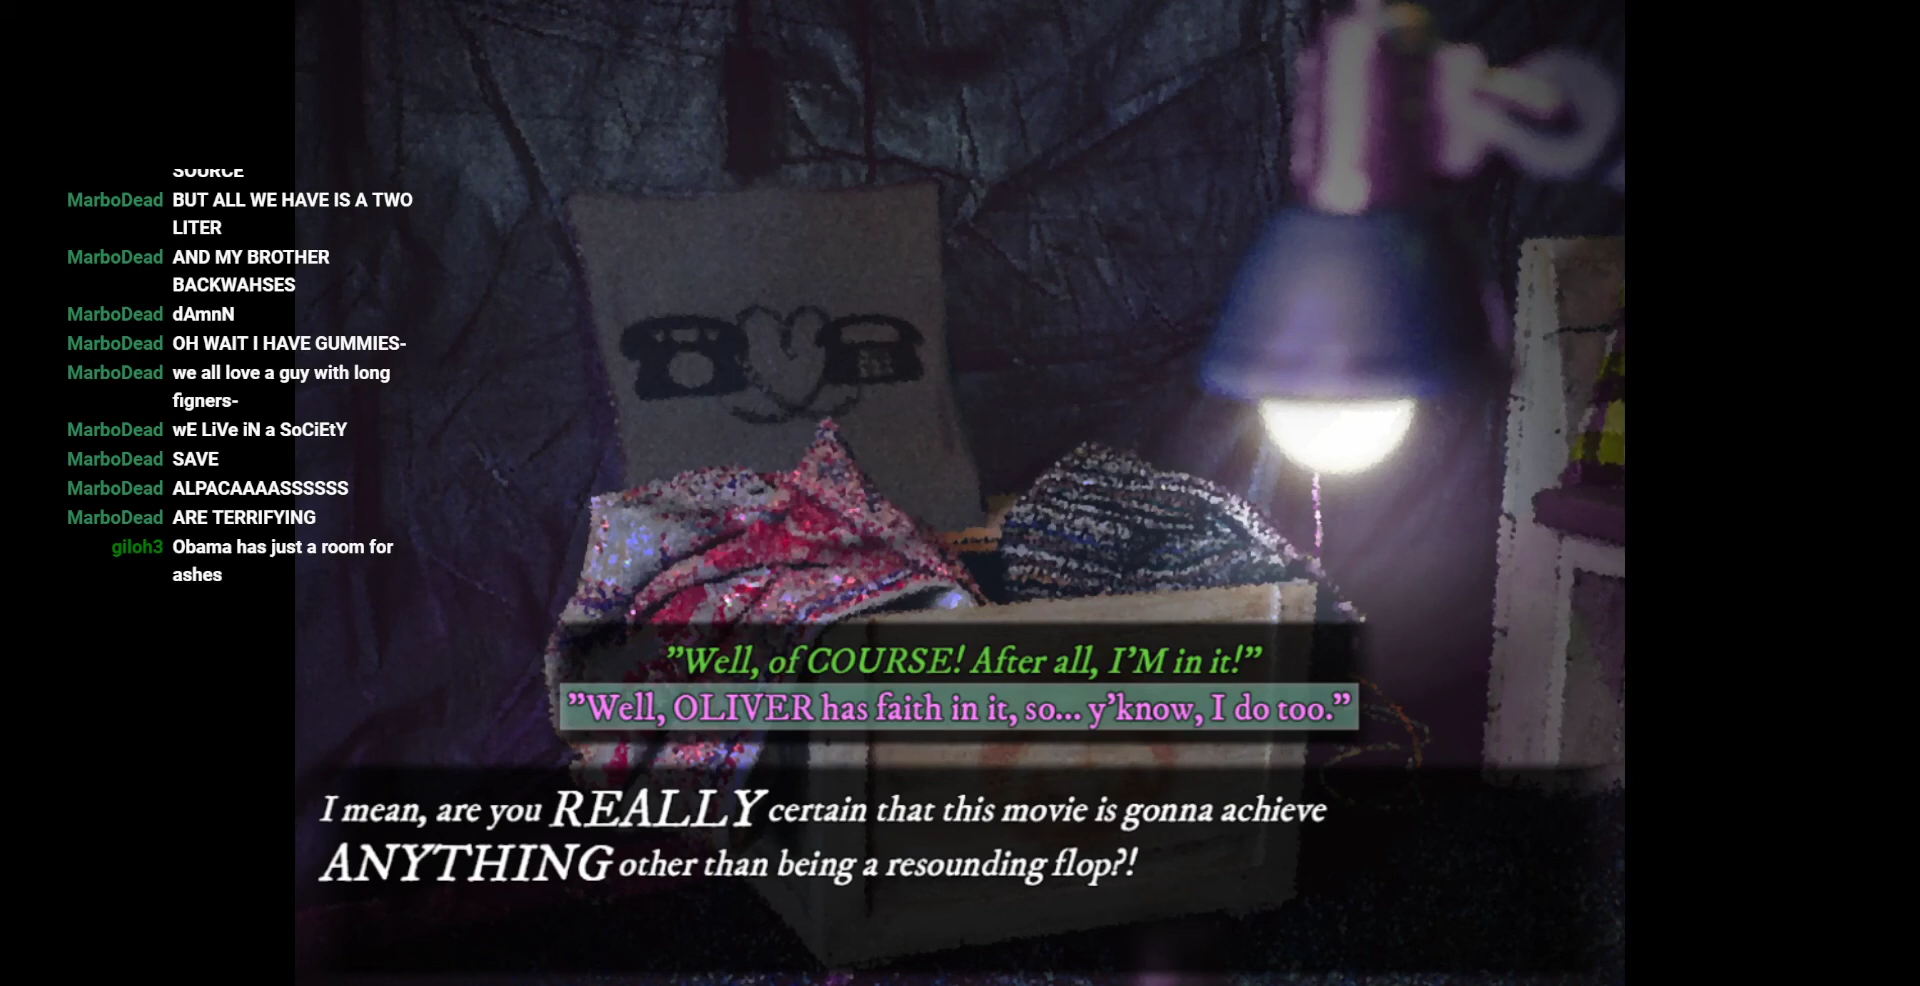 SOURCE
MarboDead BUT ALL WE HAVE IS A TWO
LITER
MarboDead AND MY BROTHER
BACKWAHSES
MarboDead dAmnN
MarboDead OH WAIT I HAVE GUMMIES-
MarboDead we all love a guy with long
figners-
MarboDead wE LiVe iN a SoCiEtY
MarboDead SAVE
MarboDead ALPACAAAASSSSSS
MarboDead ARE TERRIFYING
giloh3 Obama has just a room for
ashes
"Well, of COURSE! After all, I'M in it!"
"Well, OLIVER has faith in it, so... y'know, I do too."
I mean, are you REALLY certain that this movie is gonna achieve
ANYTHING other than being a resounding flop?!